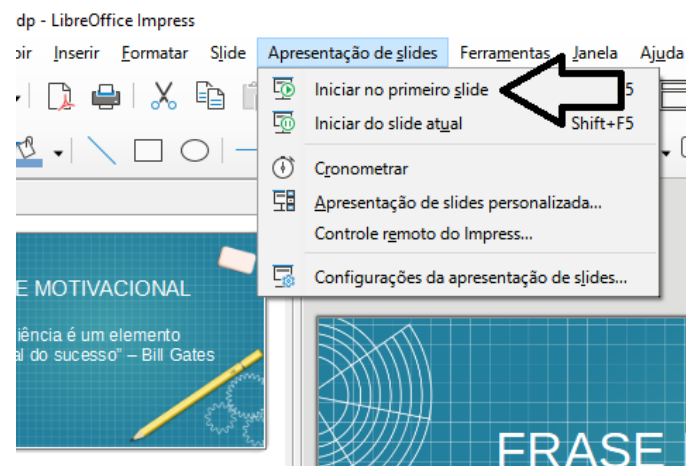 dp - LibreOffice Impress
oir Inserir Formatar Slide Apresentação de slides Ferramentas Janela Ajuda
Iniciar no primeiro slide 5
Iniciar do slide atual Shift+F5
Cronometrar
Apresentação de slides personalizada...
Controle remoto do Impress...
Configurações da apresentação de slides...
E MOTIVACIONAL
iência é um elemento
al do sucesso” – Bill Gates
FRASE